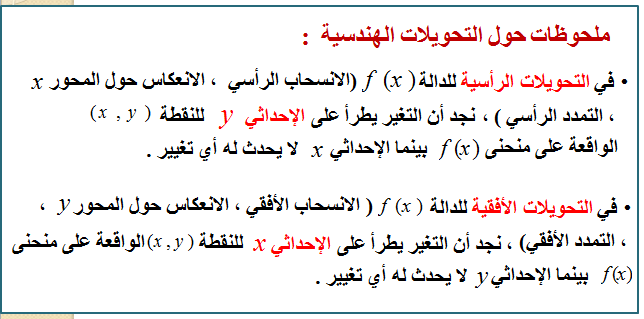 ملحوظات حول التحويلات الهندسية :
• في التحويلات الرأسية للدالة f (x) (الانسحاب الرأسي ، الانعكاس حول المحور x
، التمدد الرأسي ) ، نجد أن التغير يطرأ على الإحداثي y للنقطة (x , y)
الواقعة على منحنى f (x) بينما الإحداثي x لا يحدث له أي تغيير .
• في التحويلات الأفقية للدالة f (x) ( الانسحاب الأفقي ، الانعكاس حول المحور y ،
، التمدد الأفقي) ، نجد أن التغير يطرأ على الإحداثي x للنقطة (x , y) الواقعة على منحنى
f(x) بينما الإحداثي y لا يحدث له أي تغيير .